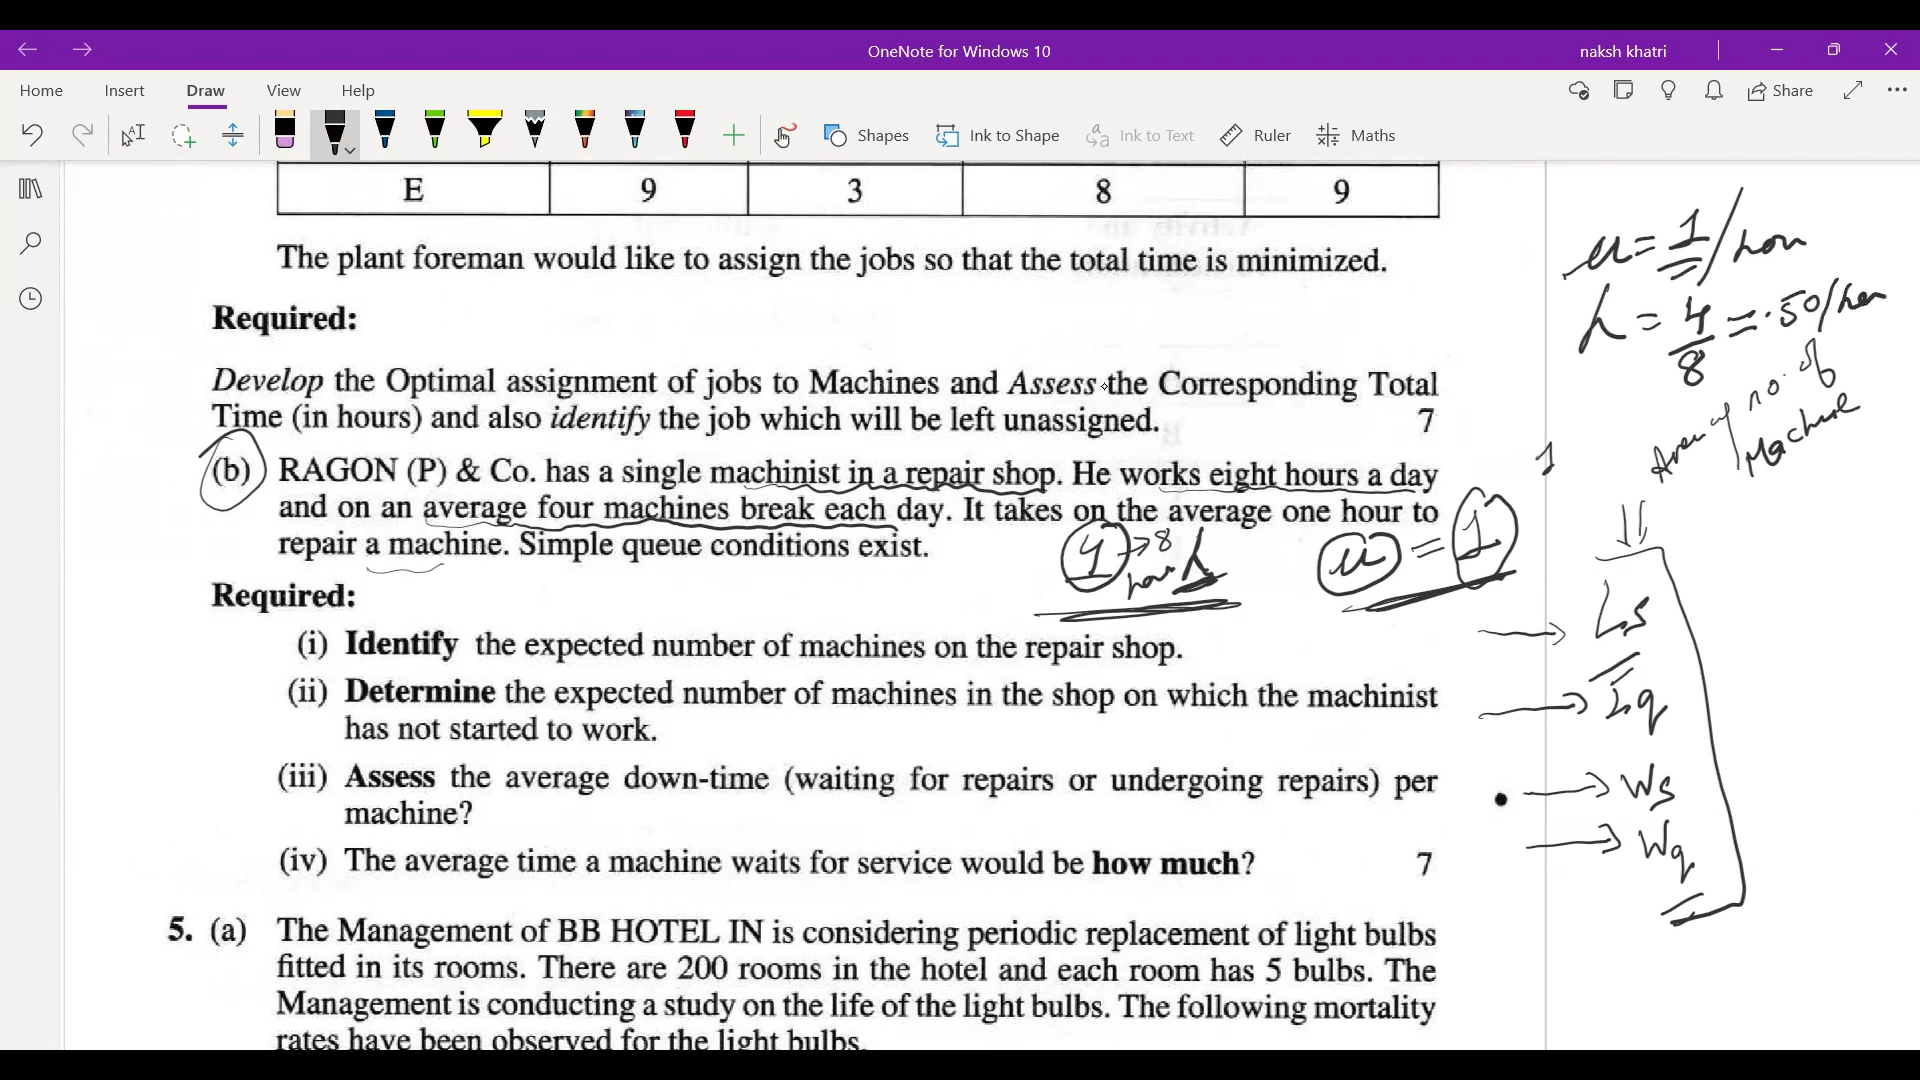 OneNote for Windows 10
naksh khatri
Home Insert Draw View Help
Share
Shapes Ink to Shape Ink to Text Ruler Maths
E 9 3 8 9
The plant foreman would like to assign the jobs so that the total time is minimized.
Required:
Develop the Optimal assignment of jobs to Machines and Assess the Corresponding Total
Time (in hours) and also identify the job which will be left unassigned. 7
(b) RAGON (P) & Co. has a single machinist in a repair shop. He works eight hours a day
and on an average four machines break each day. It takes on the average one hour to
repair a machine. Simple queue conditions exist.
Required:
(i) Identify the expected number of machines on the repair shop.
(ii) Determine the expected number of machines in the shop on which the machinist
has not started to work.
(iii) Assess the average down-time (waiting for repairs or undergoing repairs) per
machine?
(iv) The average time a machine waits for service would be how much? 7
5. (a) The Management of BB HOTEL IN is considering periodic replacement of light bulbs
fitted in its rooms. There are 200 rooms in the hotel and each room has 5 bulbs. The
Management is conducting a study on the life of the light bulbs. The following mortality
rates have been observed for the light bulbs.
μ = 1/hour
λ = 4/8 = .50/
no. of
Machine
1
4 → 8
hour λ
μ = 1
Ls
Lq
Ws
Wq